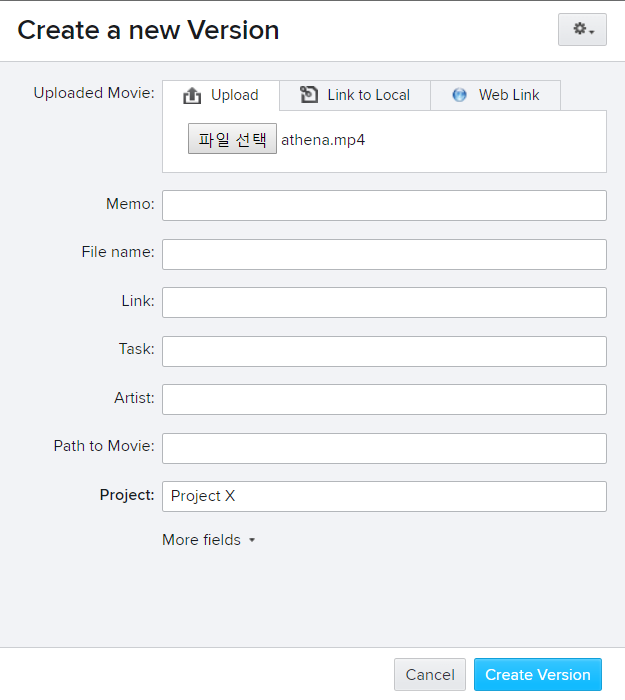 Create a new Version
Uploaded Movie:
Upload
Link to Local
Web Link
파일 선택 athena.mp4
Memo:
File name:
Link:
Task:
Artist:
Path to Movie:
Project: Project X
More fields
Cancel
Create Version